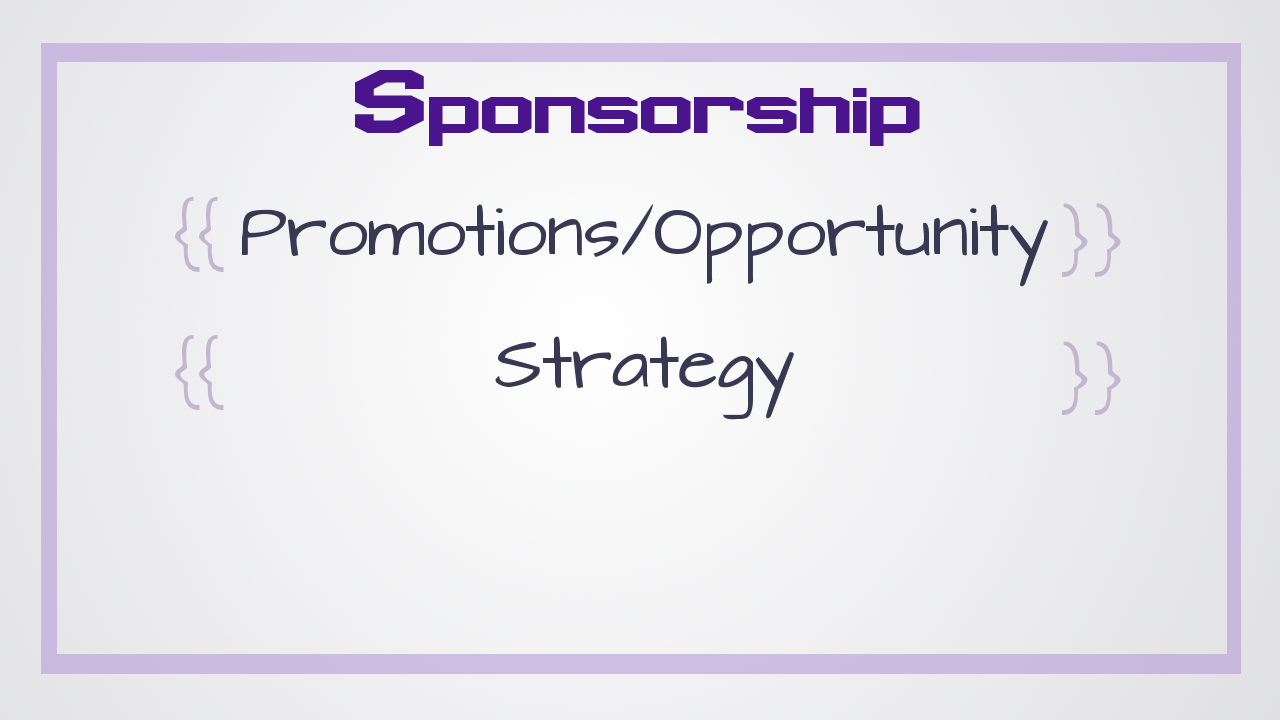 Sponsorship
{{ Promotions/Opportunity }}
{{ Strategy }}